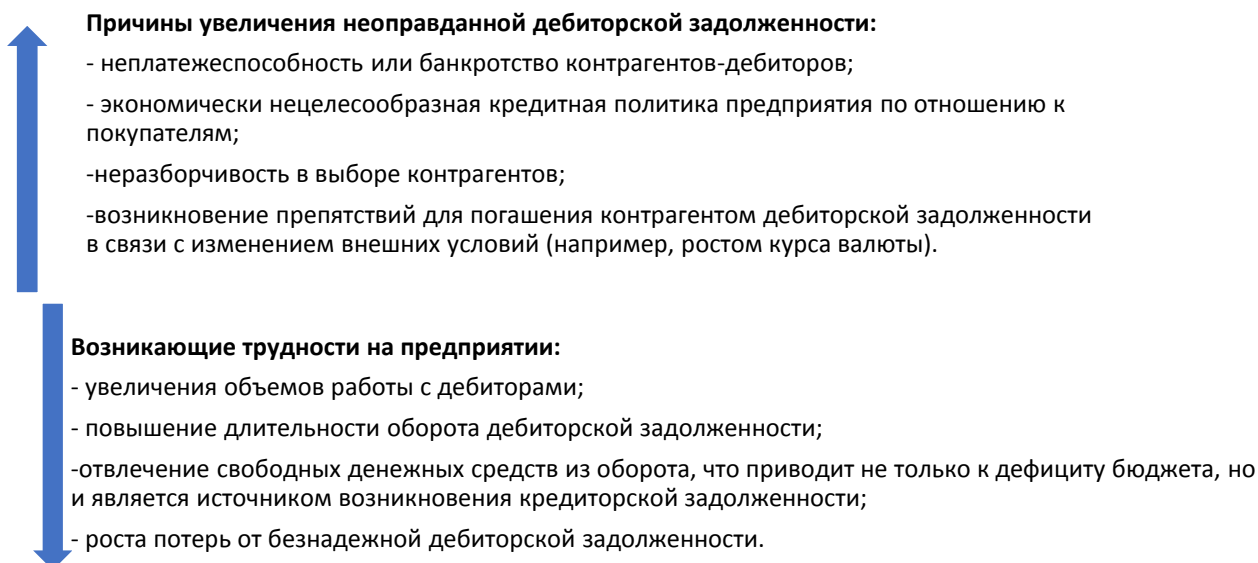 Причины увеличения неоправданной дебиторской задолженности:
- неплатежеспособность или банкротство контрагентов-дебиторов;
- экономически нецелесообразная кредитная политика предприятия по отношению к
покупателям;
-неразборчивость в выборе контрагентов;
-возникновение препятствий для погашения контрагентом дебиторской задолженности
в связи с изменением внешних условий (например, ростом курса валюты).
Возникающие трудности на предприятии:
- увеличения объемов работы с дебиторами;
- повышение длительности оборота дебиторской задолженности;
-отвлечение свободных денежных средств из оборота, что приводит не только к дефициту бюджета, но
и является источником возникновения кредиторской задолженности;
- роста потерь от безнадежной дебиторской задолженности.